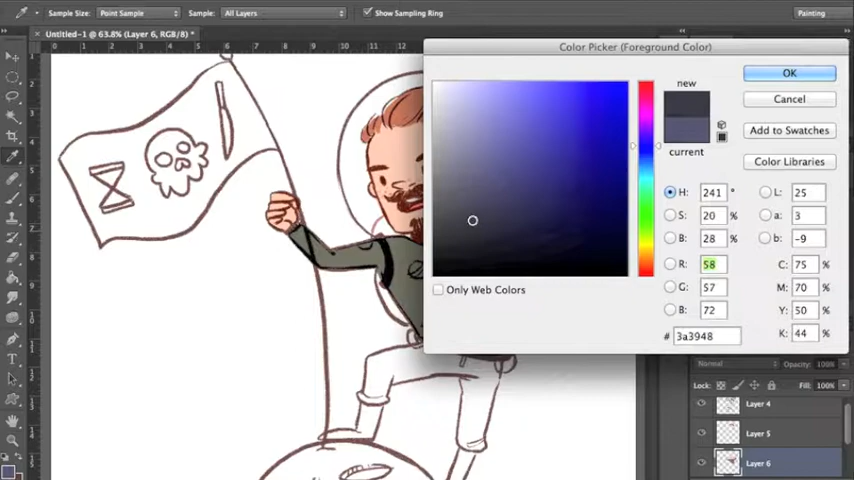 Sample Size: Point Sample Sample: All Layers Show Sampling Ring Painting
Untitled-1 @ 63.8% (Layer 6, RGB/8) *
Color Picker (Foreground Color)
new
current
OK
Cancel
Add to Swatches
Color Libraries
H: 241 ° L: 25
S: 20 % a: 3
B: 28 % b: -9
R: 58 C: 75 %
G: 57 M: 70 %
B: 72 Y: 50 %
# 3a3948 K: 44 %
Only Web Colors
Normal Opacity: 100%
Lock: Fill: 100%
Layer 4
Layer 5
Layer 6